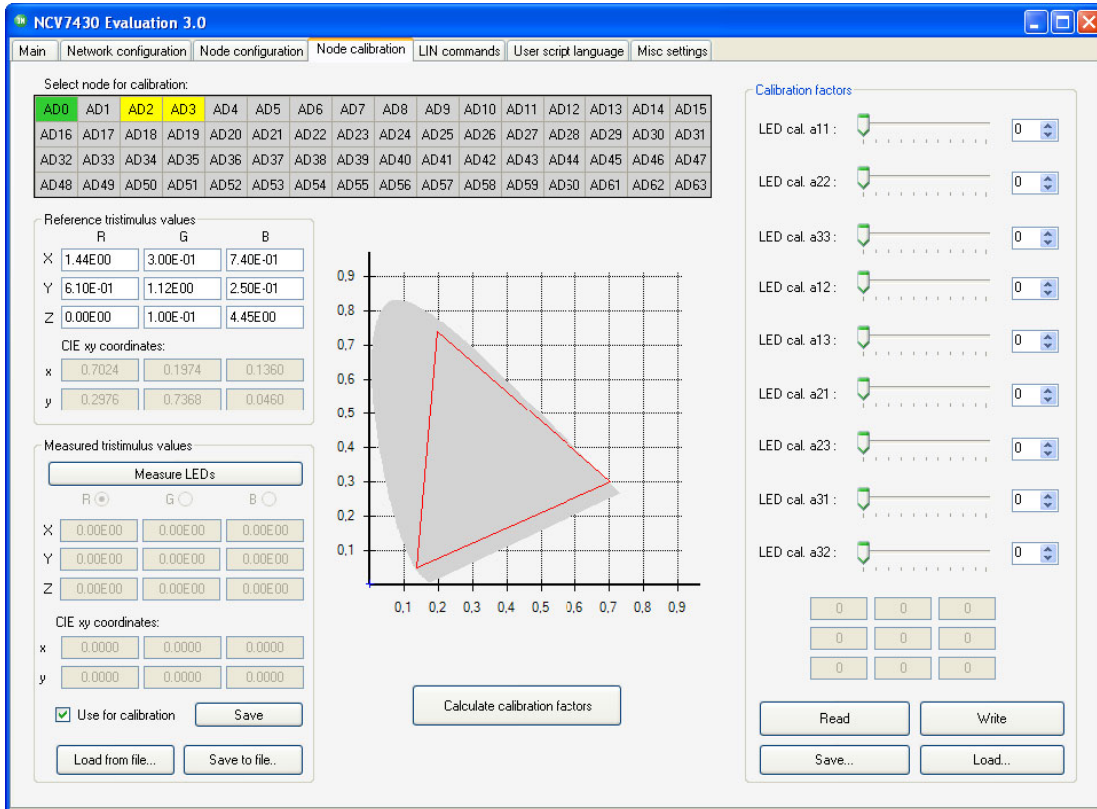 NCV7430 Evaluation 3.0
Main Network configuration Node configuration Node calibration LIN commands User script language Misc settings
Select node for calibration:
AD0 AD1 AD2 AD3 AD4 AD5 AD6 AD7 AD8 AD9 AD10 AD11 AD12 AD13 AD14 AD15
AD16 AD17 AD18 AD19 AD20 AD21 AD22 AD23 AD24 AD25 AD26 AD27 AD28 AD29 AD30 AD31
AD32 AD33 AD34 AD35 AD36 AD37 AD38 AD39 AD40 AD41 AD42 AD43 AD44 AD45 AD46 AD47
AD48 AD49 AD50 AD51 AD52 AD53 AD54 AD55 AD56 AD57 AD58 AD59 AD60 AD61 AD62 AD63
Reference tristimulus values
R G B
X 1.44E00 3.00E-01 7.40E-01
Y 6.10E-01 1.12E00 2.50E-01
Z 0.00E00 1.00E-01 4.45E00
CIE xy coordinates:
x 0.7024 0.1974 0.1360
y 0.2976 0.7368 0.0460
Measured tristimulus values
Measure LEDs
R G B
X 0.00E00 0.00E00 0.00E00
Y 0.00E00 0.00E00 0.00E00
Z 0.00E00 0.00E00 0.00E00
CIE xy coordinates:
x 0.0000 0.0000 0.0000
y 0.0000 0.0000 0.0000
Use for calibration Save
Load from file... Save to file..
0,9
0,8
0,7
0,6
0,5
0,4
0,3
0,2
0,1
0,1 0,2 0,3 0,4 0,5 0,6 0,7 0,8 0,9
Calculate calibration factors
Calibration factors
LED cal. a11 : 0
LED cal. a22 : 0
LED cal. a33 : 0
LED cal. a12 : 0
LED cal. a13 : 0
LED cal. a21 : 0
LED cal. a23 : 0
LED cal. a31 : 0
LED cal. a32 : 0
0 0 0
0 0 0
0 0 0
Read Write
Save... Load...